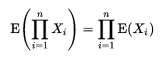 E(∏_{i=1}^{n} X_i) = ∏_{i=1}^{n} E(X_i)